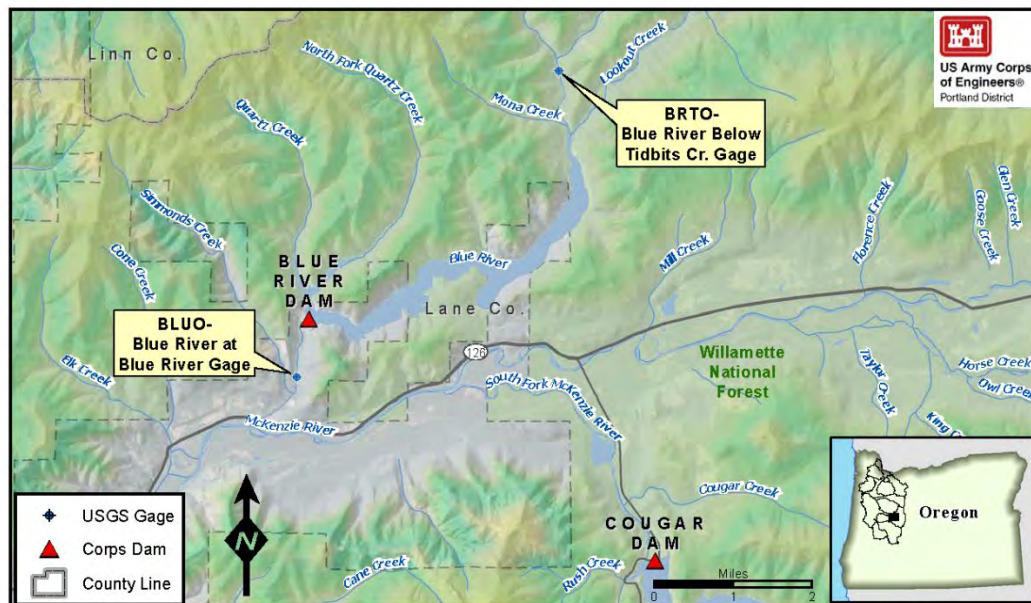 Linn Co.
North Fork Quartz Creek
Lookout Creek
US Army Corps
of Engineers®
Portland District
Quartz Creek
Mona Creek
BRTO-
Blue River Below
Tidbits Cr. Gage
Simmonds Creek
Cone Creek
BLUE
RIVER
DAM
Blue River
Lane Co.
Mill Creek
Florence Creek
Goose Creek
Glen Creek
BLUO-
Blue River at
Blue River Gage
Elk Creek
126
McKenzie River
South Fork McKenzie River
Willamette
National
Forest
Taylor Creek
Horse Creek
Owl Creek
King
N
Cougar Creek
COUGAR
DAM
Rush Creek
Cane Creek
USGS Gage
Corps Dam
County Line
Miles
0 1 2
Oregon